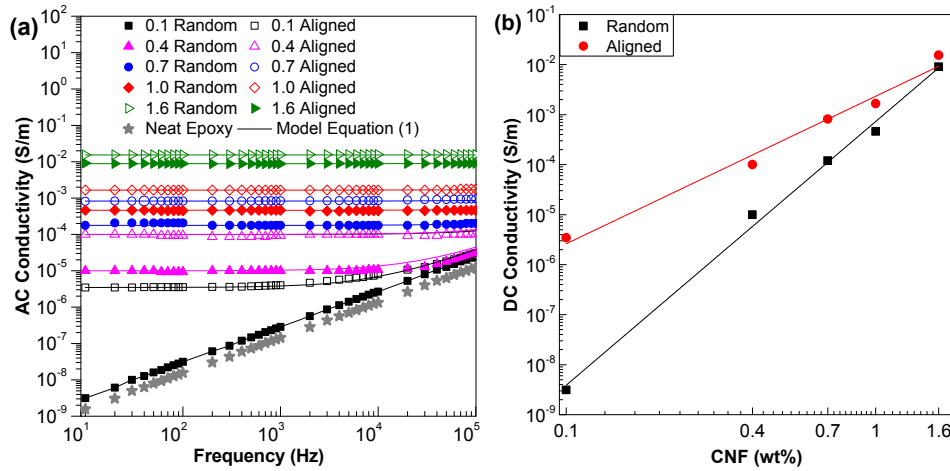 (a)
0.1 Random 0.1 Aligned
0.4 Random 0.4 Aligned
0.7 Random 0.7 Aligned
1.0 Random 1.0 Aligned
1.6 Random 1.6 Aligned
Neat Epoxy Model Equation (1)
AC Conductivity (S/m)
10^2
10^1
10^0
10^-1
10^-2
10^-3
10^-4
10^-5
10^-6
10^-7
10^-8
10^-9
10^1 10^2 10^3 10^4 10^5
Frequency (Hz)
(b)
Random
Aligned
DC Conductivity (S/m)
10^-1
10^-2
10^-3
10^-4
10^-5
10^-6
10^-7
10^-8
10^-9
0.1 0.4 0.7 1 1.6
CNF (wt%)